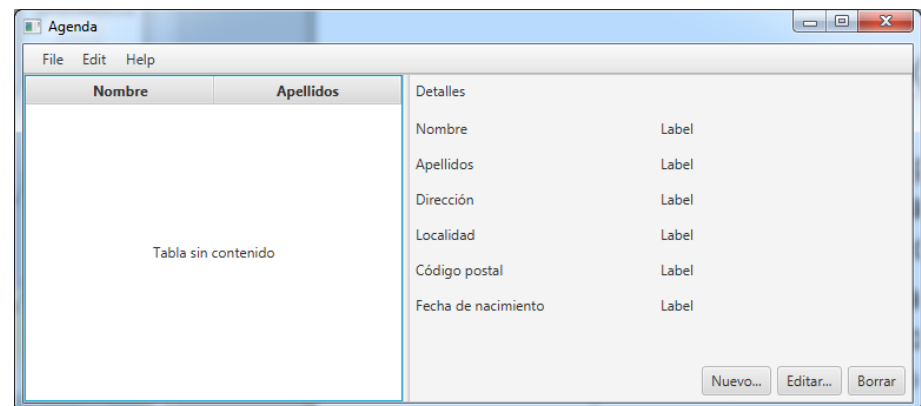 Agenda
File Edit Help
Nombre Apellidos
Tabla sin contenido
Detalles
Nombre Label
Apellidos Label
Dirección Label
Localidad Label
Código postal Label
Fecha de nacimiento Label
Nuevo... Editar... Borrar